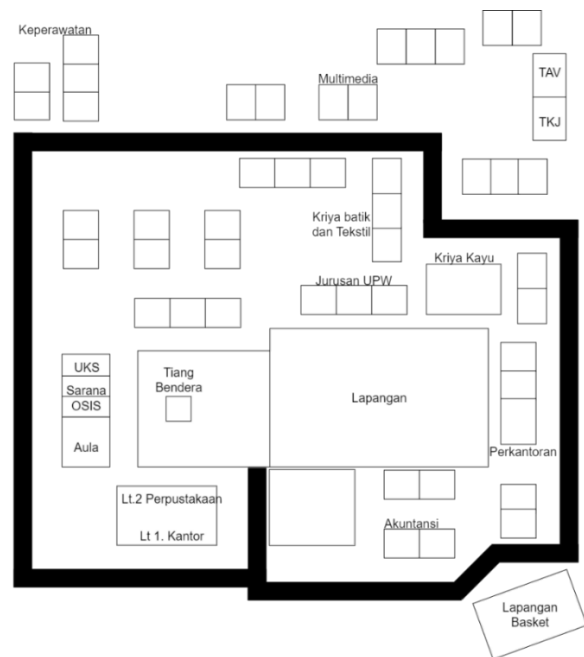 Keperawatan
Multimedia
TAV
TKJ
Kriya batik
dan Tekstil
Kriya Kayu
Jurusan UPW
UKS
Sarana
OSIS
Aula
Tiang
Bendera
Lapangan
Perkantoran
Lt.2 Perpustakaan
Lt 1. Kantor
Akuntansi
Lapangan
Basket